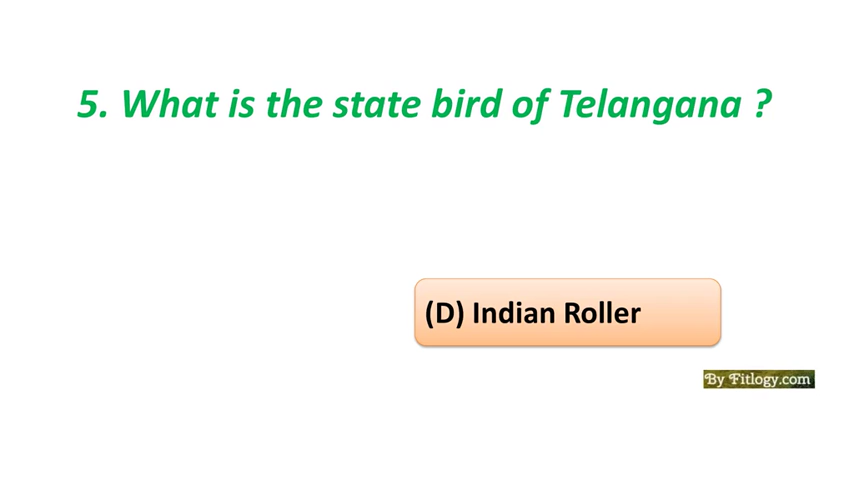 5. What is the state bird of Telangana ?
(D) Indian Roller
By Fitlogy.com